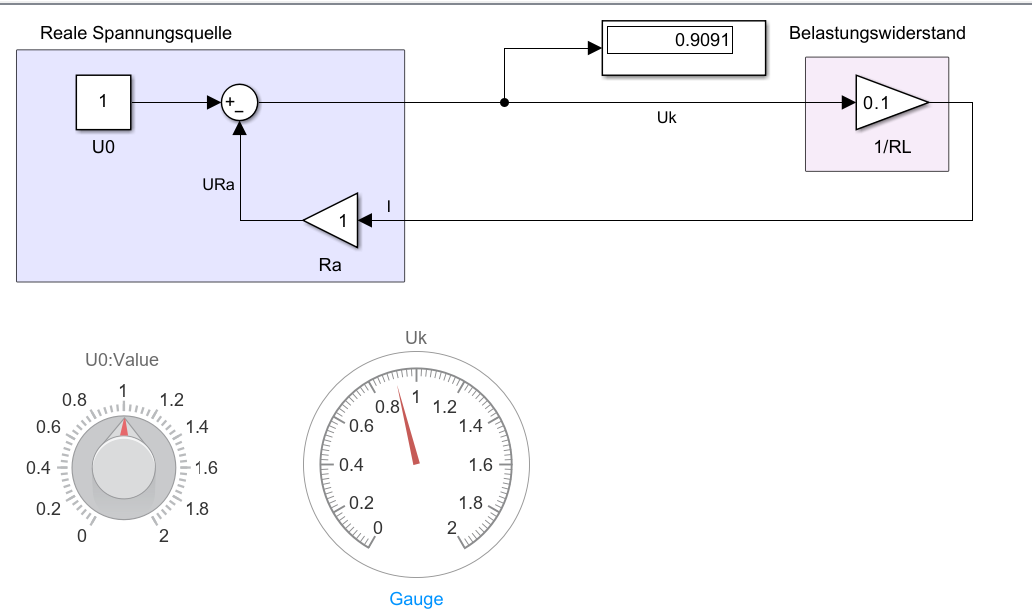 Reale Spannungsquelle
0.9091
Belastungswiderstand
1
+
−
0.1
U0
Uk
1/RL
URa
I
1
Ra
U0:Value
0
0.2
0.4
0.6
0.8
1
1.2
1.4
1.6
1.8
2
Uk
0
0.2
0.4
0.6
0.8
1
1.2
1.4
1.6
1.8
2
Gauge